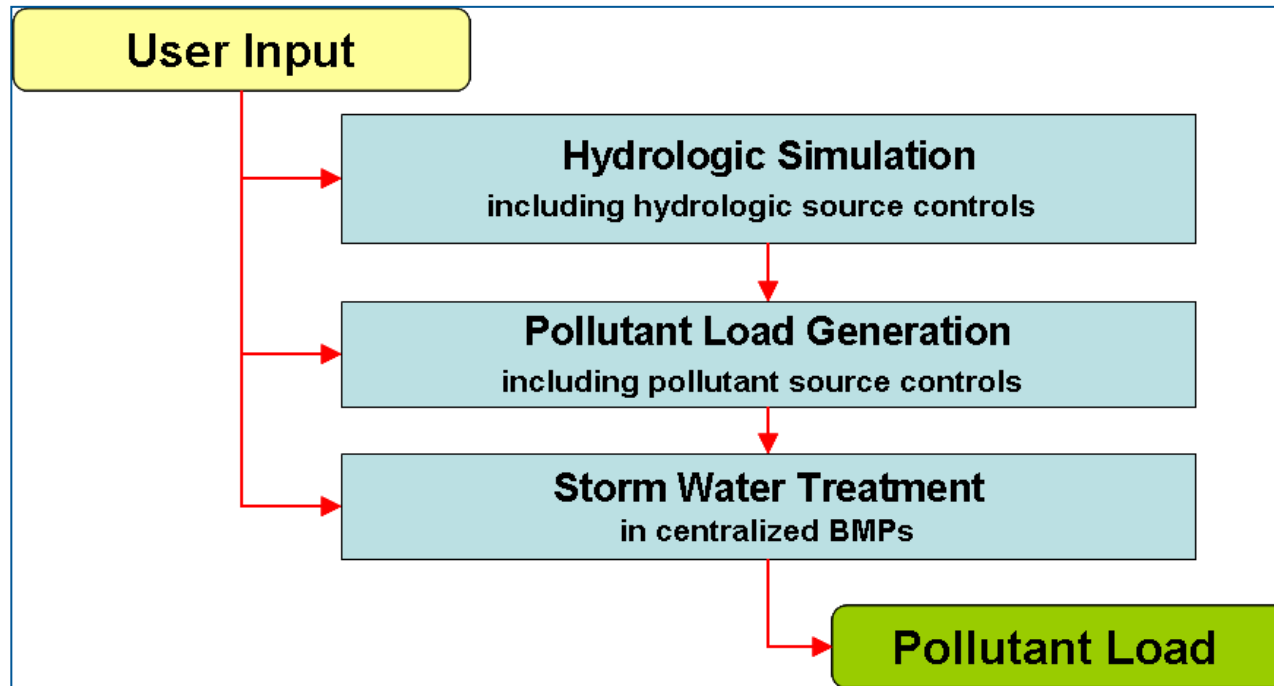 User Input
Hydrologic Simulation
including hydrologic source controls
Pollutant Load Generation
including pollutant source controls
Storm Water Treatment
in centralized BMPs
Pollutant Load